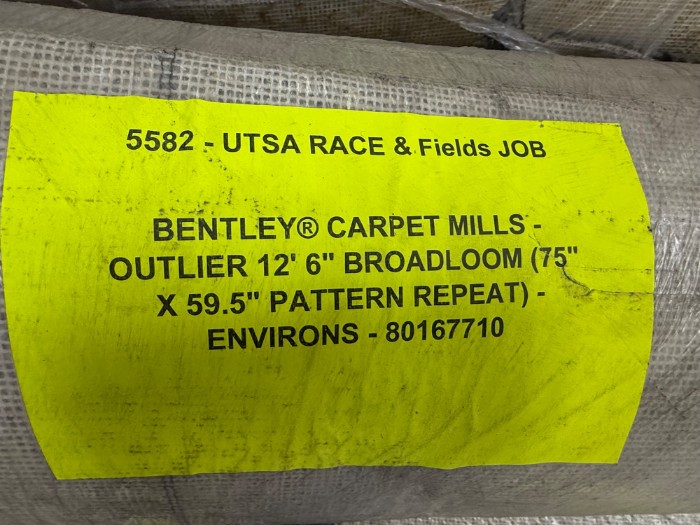 5582 - UTSA RACE & Fields JOB
BENTLEY® CARPET MILLS -
OUTLIER 12' 6" BROADLOOM (75"
X 59.5" PATTERN REPEAT) -
ENVIRONS - 80167710